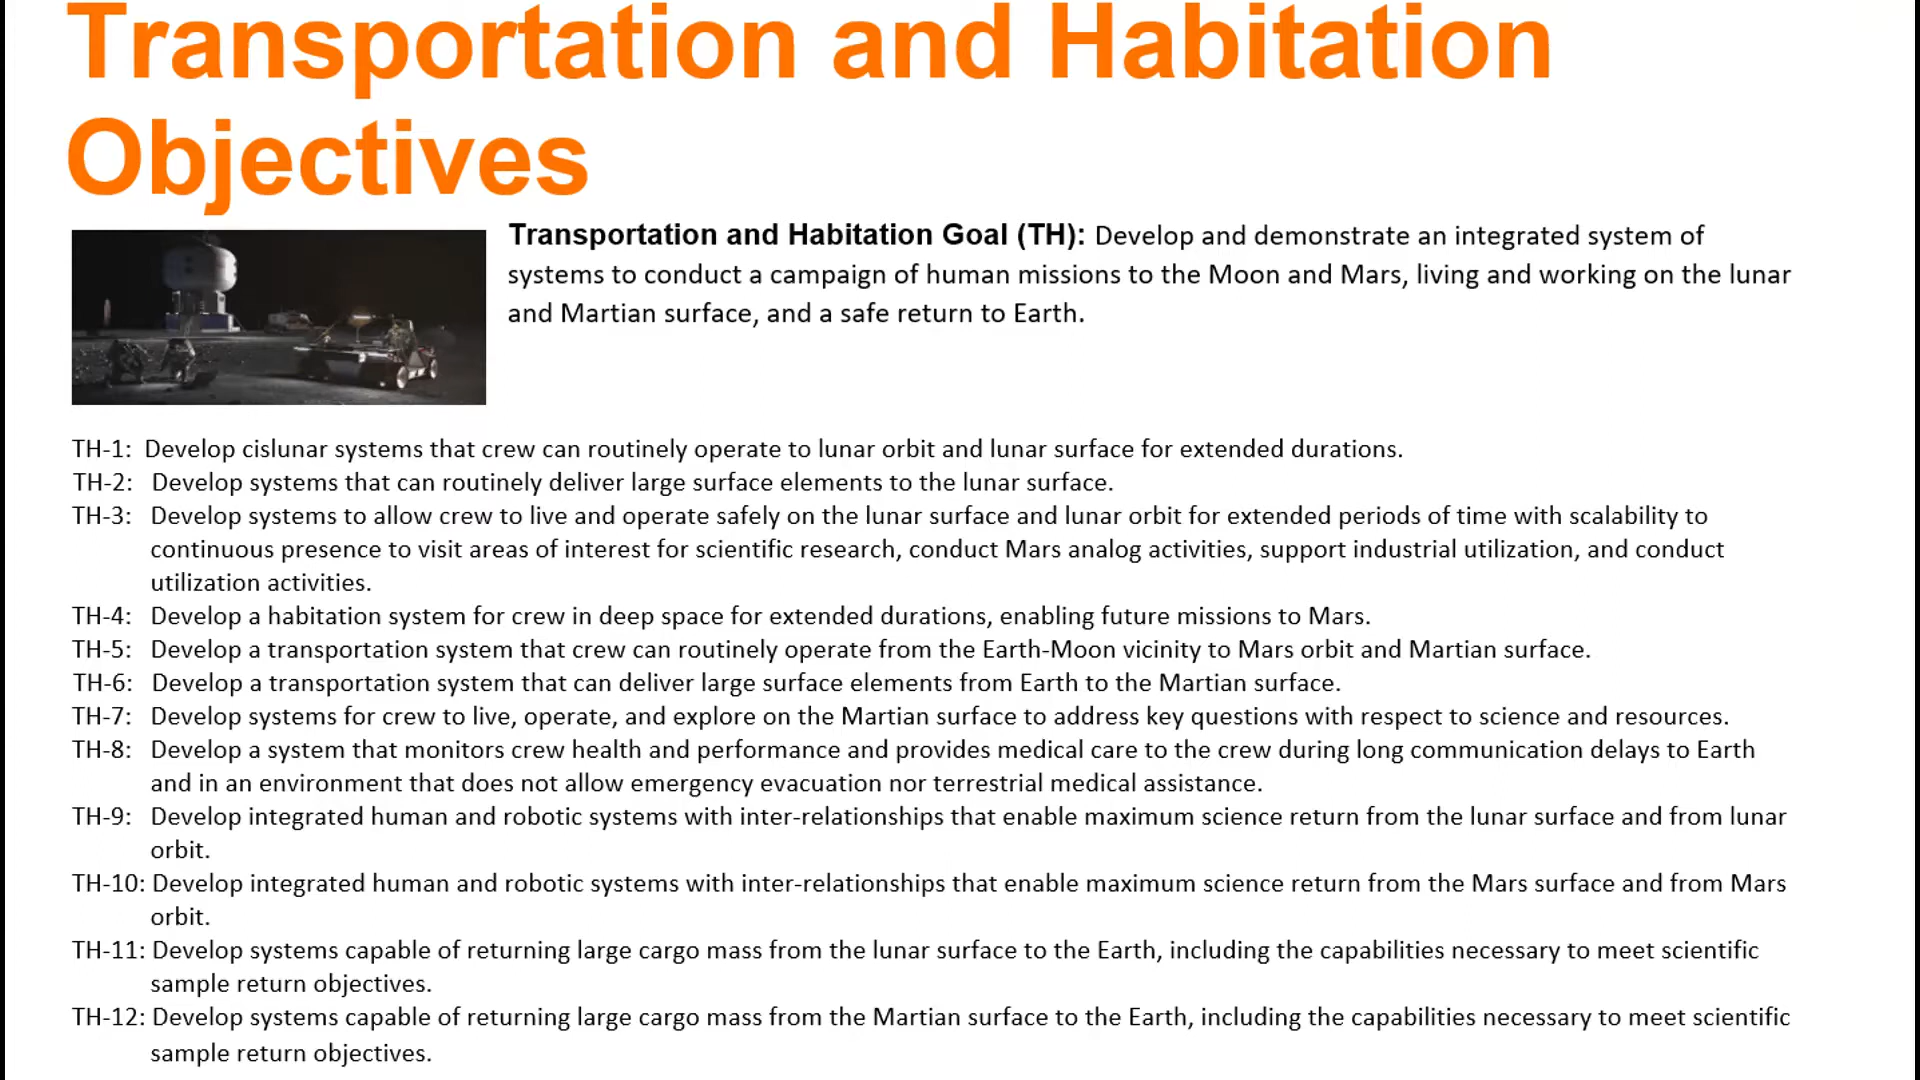 Transportation and Habitation
Objectives
Transportation and Habitation Goal (TH): Develop and demonstrate an integrated system of
systems to conduct a campaign of human missions to the Moon and Mars, living and working on the lunar
and Martian surface, and a safe return to Earth.
TH-1: Develop cislunar systems that crew can routinely operate to lunar orbit and lunar surface for extended durations.
TH-2: Develop systems that can routinely deliver large surface elements to the lunar surface.
TH-3: Develop systems to allow crew to live and operate safely on the lunar surface and lunar orbit for extended periods of time with scalability to
continuous presence to visit areas of interest for scientific research, conduct Mars analog activities, support industrial utilization, and conduct
utilization activities.
TH-4: Develop a habitation system for crew in deep space for extended durations, enabling future missions to Mars.
TH-5: Develop a transportation system that crew can routinely operate from the Earth-Moon vicinity to Mars orbit and Martian surface.
TH-6: Develop a transportation system that can deliver large surface elements from Earth to the Martian surface.
TH-7: Develop systems for crew to live, operate, and explore on the Martian surface to address key questions with respect to science and resources.
TH-8: Develop a system that monitors crew health and performance and provides medical care to the crew during long communication delays to Earth
and in an environment that does not allow emergency evacuation nor terrestrial medical assistance.
TH-9: Develop integrated human and robotic systems with inter-relationships that enable maximum science return from the lunar surface and from lunar
orbit.
TH-10: Develop integrated human and robotic systems with inter-relationships that enable maximum science return from the Mars surface and from Mars
orbit.
TH-11: Develop systems capable of returning large cargo mass from the lunar surface to the Earth, including the capabilities necessary to meet scientific
sample return objectives.
TH-12: Develop systems capable of returning large cargo mass from the Martian surface to the Earth, including the capabilities necessary to meet scientific
sample return objectives.